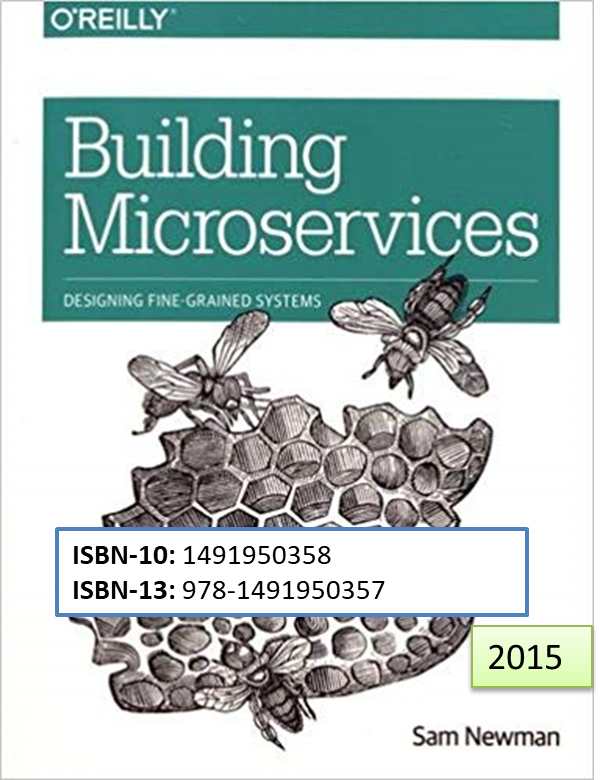 O'REILLY®
Building
Microservices
DESIGNING FINE-GRAINED SYSTEMS
ISBN-10: 1491950358
ISBN-13: 978-1491950357
2015
Sam Newman